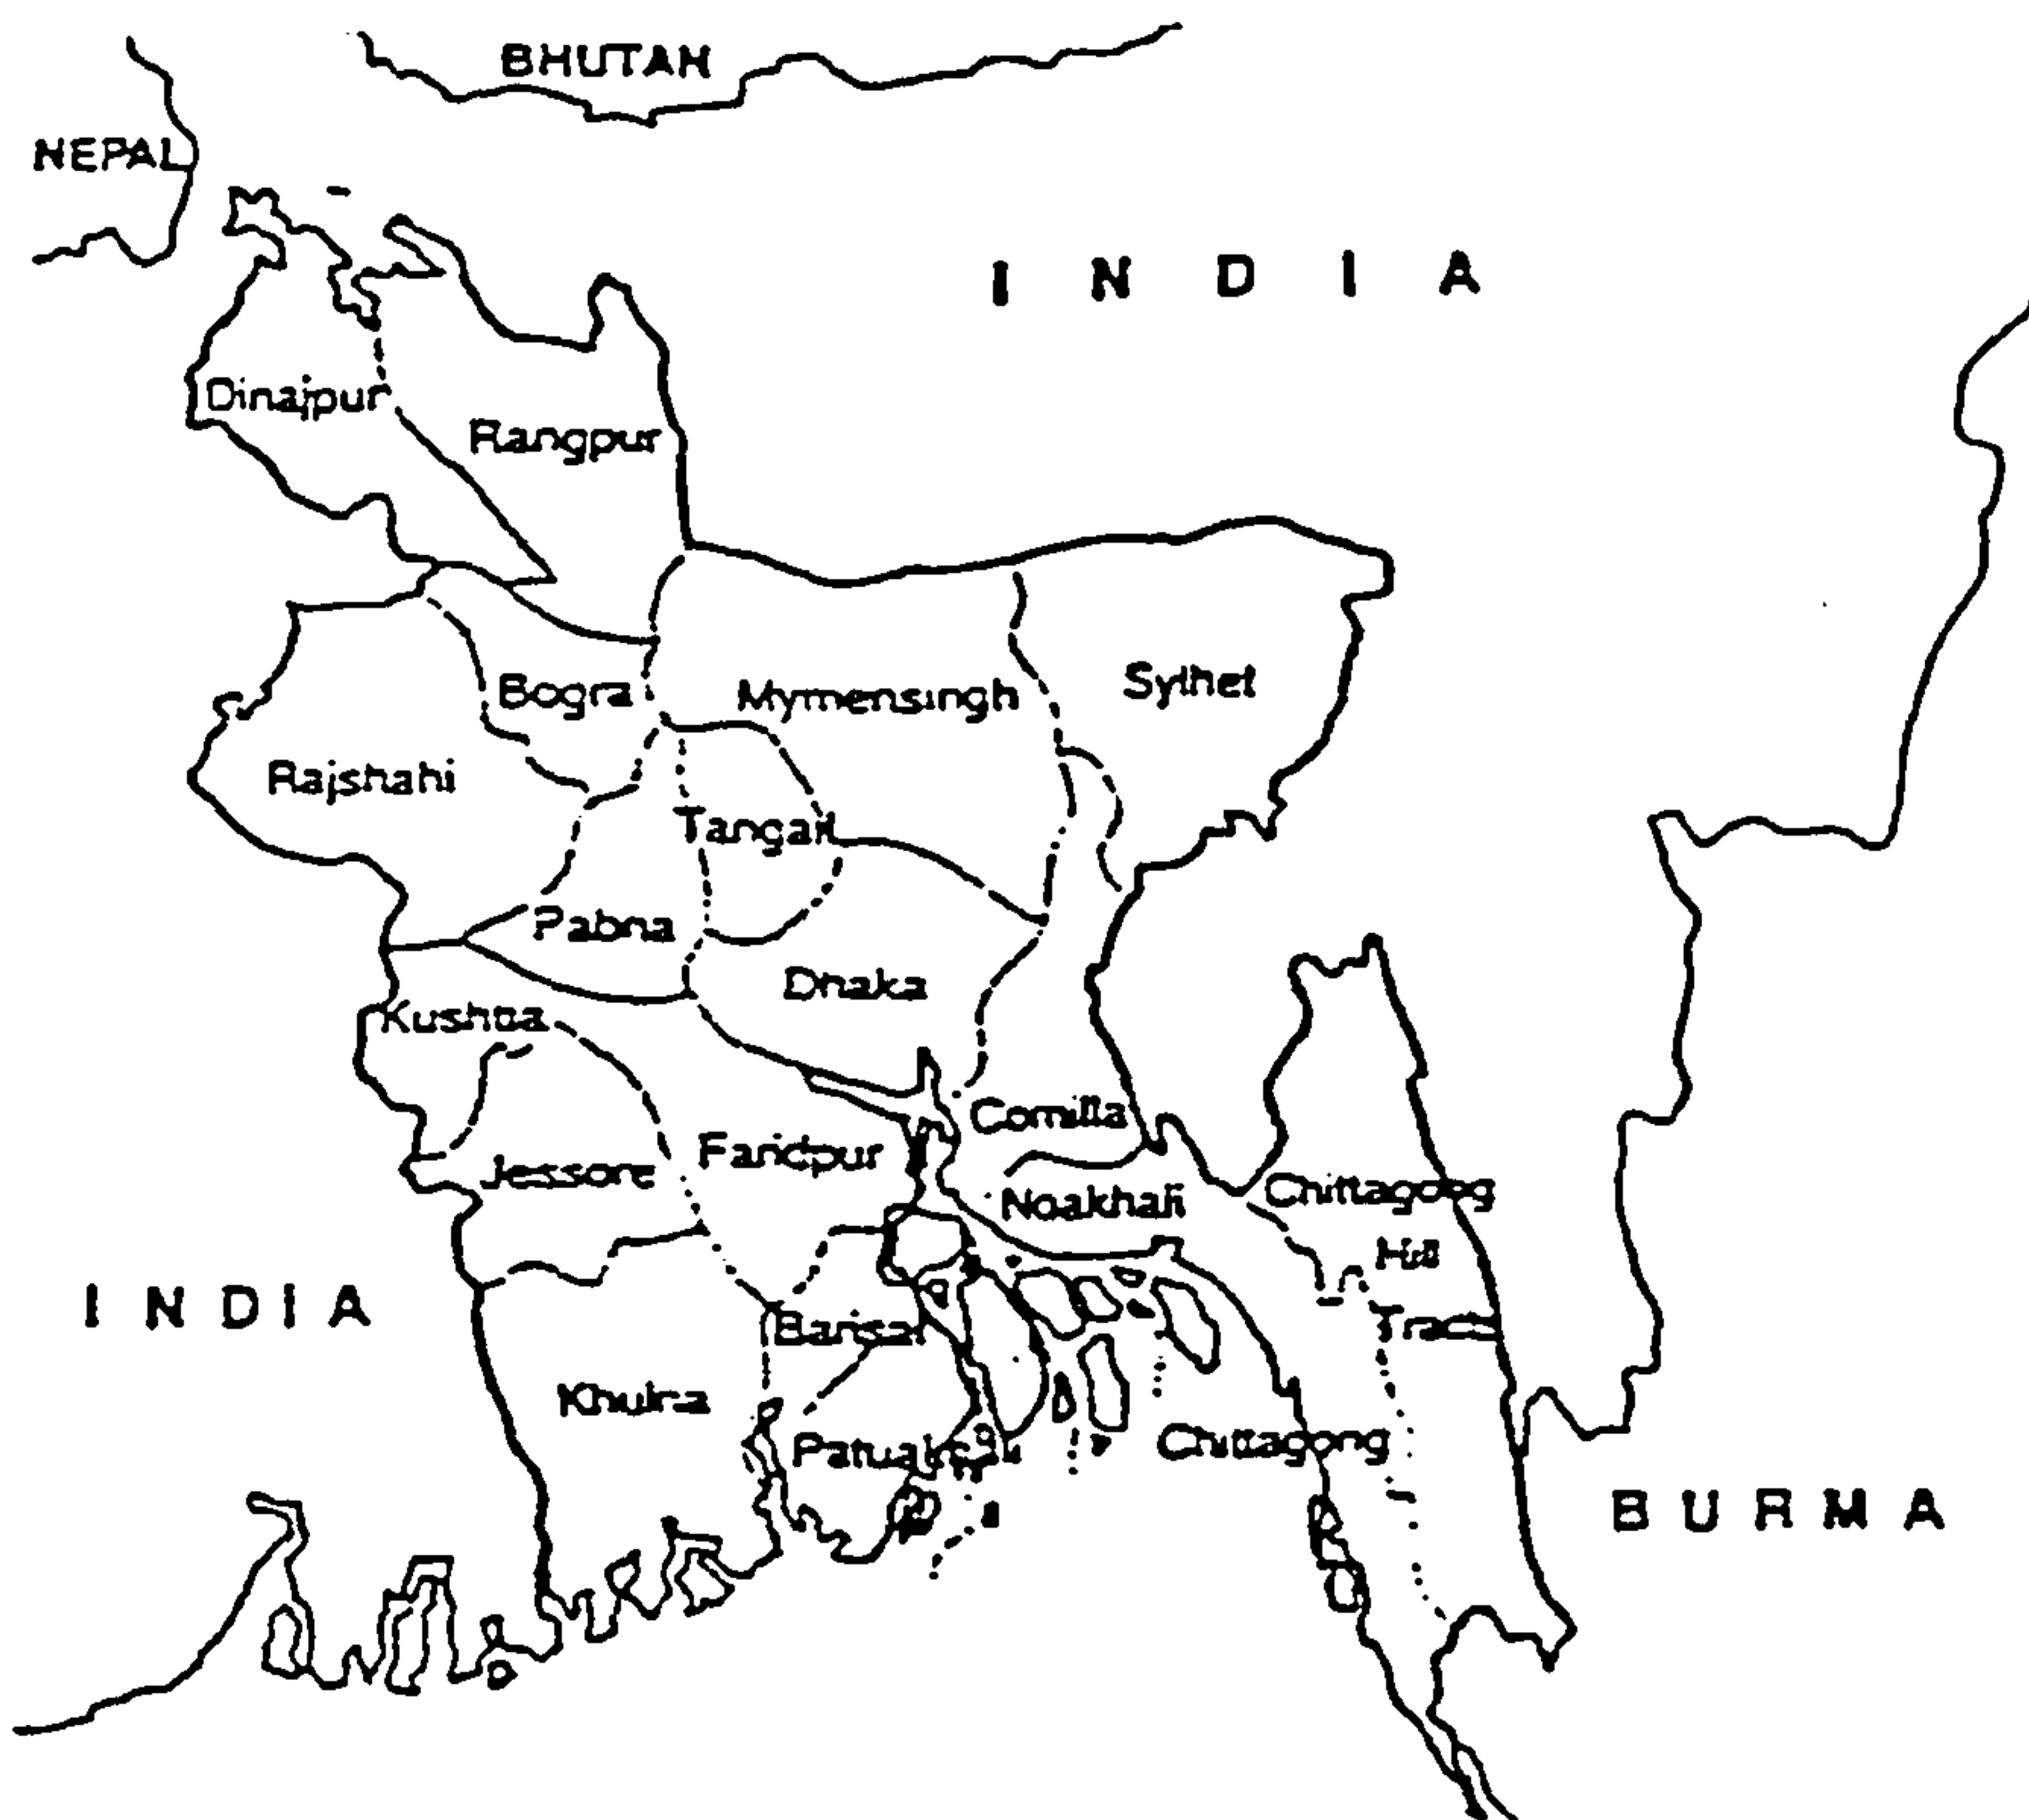 BHUTAN
NEPAL
INDIA
Dinajpur
Rangpur
Bogra
Mymensingh
Sylhet
Rajshahi
Tangail
Pabna
Dhaka
Kushtia
Comilla
Faridpur
Jessore
Noakhali
Chittagong
Hill
Tracts
INDIA
Barisal
Khulna
Patuakhali
Chittagong
BURMA